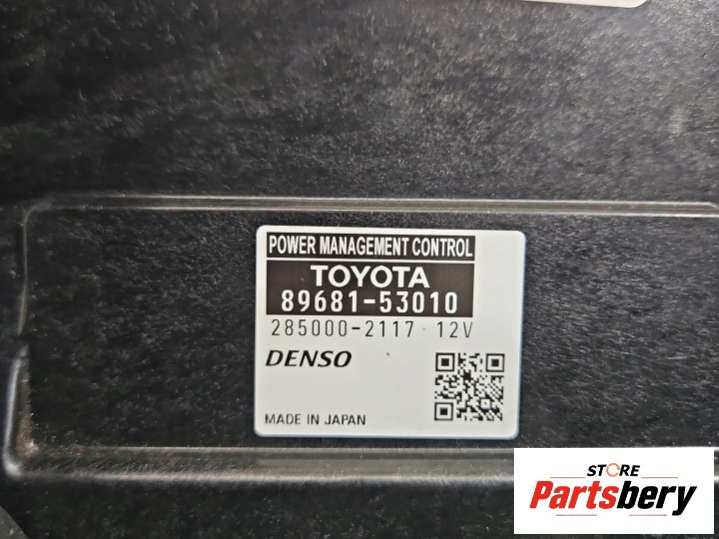 POWER MANAGEMENT CONTROL
TOYOTA
89681-53010
285000-2117 12V
DENSO
MADE IN JAPAN
STORE
Partsbery